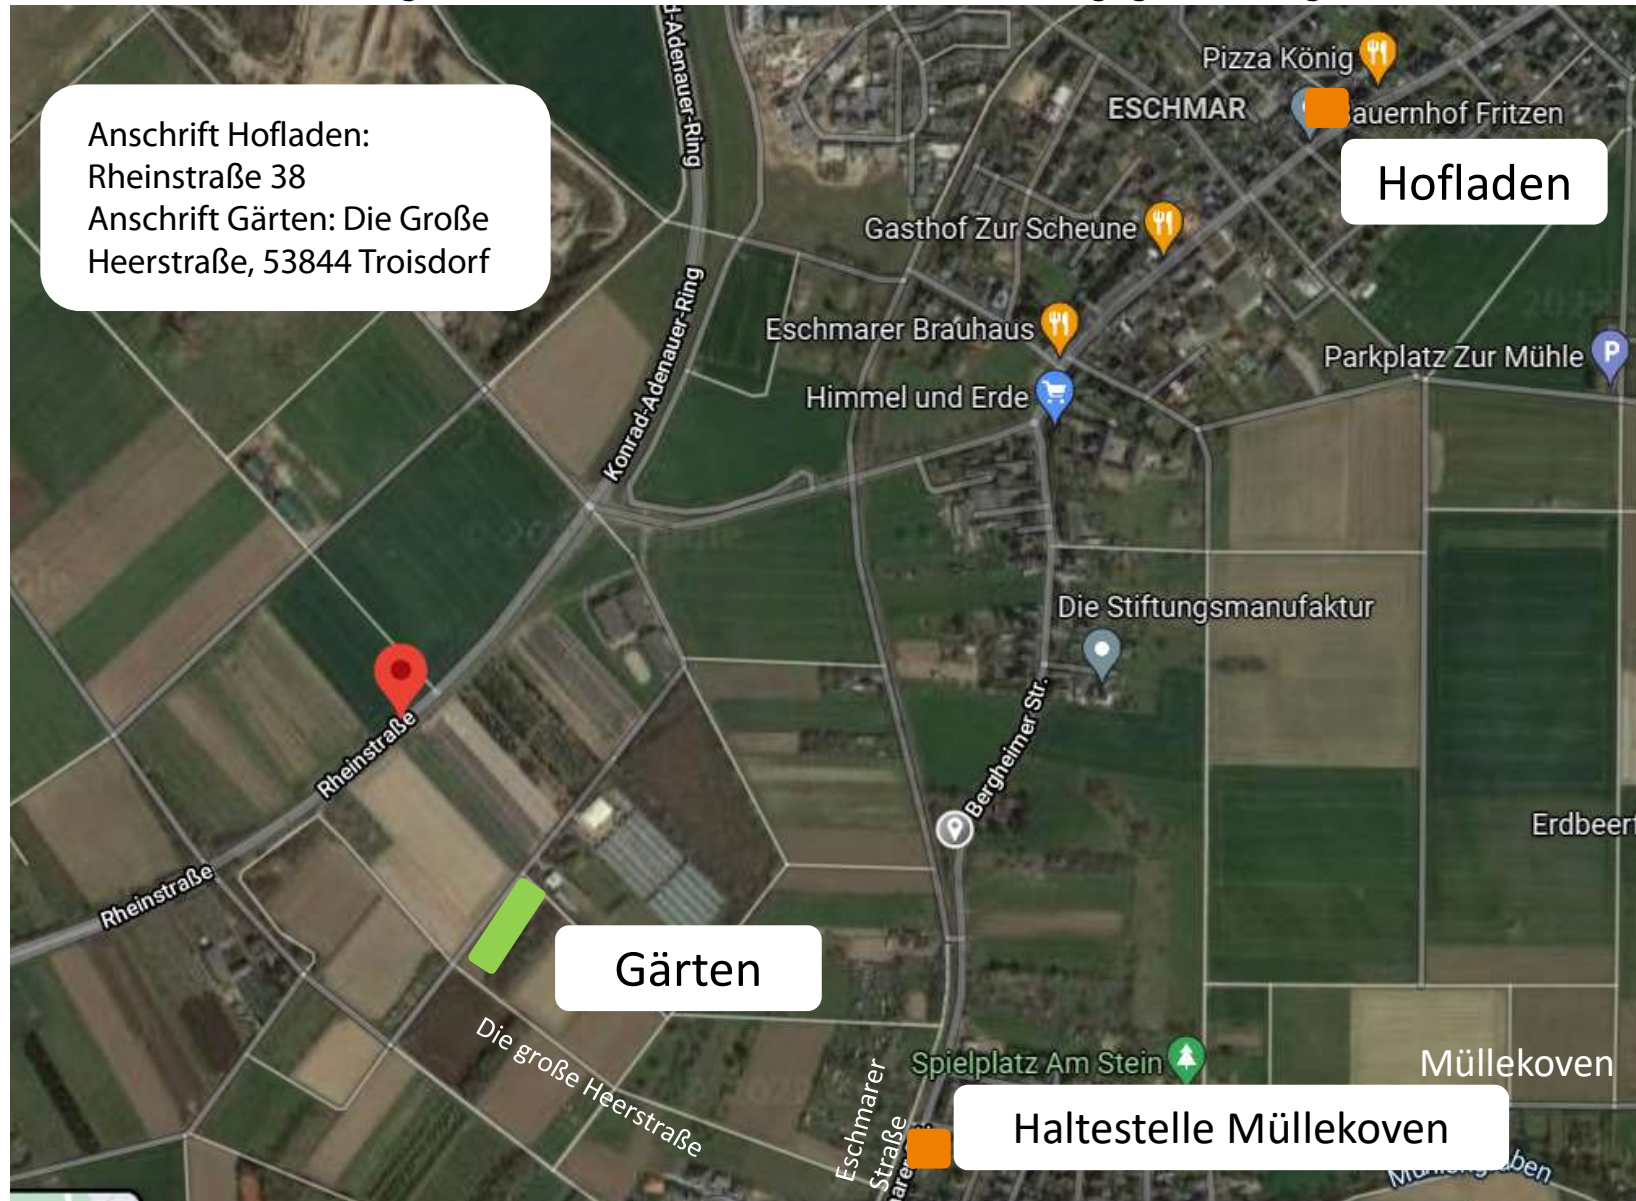 Anschrift Hofladen:
Rheinstraße 38
Anschrift Gärten: Die Große
Heerstraße, 53844 Troisdorf
d-Adenauer-Ring
Pizza König
ESCHMAR
auernhof Fritzen
Hofladen
Gasthof Zur Scheune
Konrad-Adenauer-Ring
Eschmarer Brauhaus
Parkplatz Zur Mühle
P
Himmel und Erde
Die Stiftungsmanufaktur
Rheinstraße
Bergheimer Str.
Erdbeerf
Rheinstraße
Gärten
Die große Heerstraße
Spielplatz Am Stein
Müllekoven
Eschmarer
Straße
Haltestelle Müllekoven